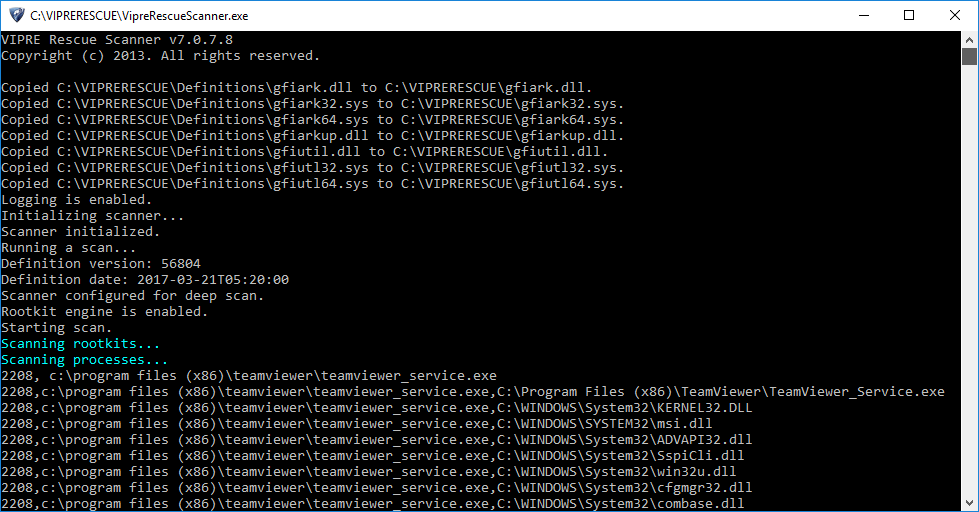 C:\VIPRERESCUE\VipreRescueScanner.exe
VIPRE Rescue Scanner v7.0.7.8
Copyright (c) 2013. All rights reserved.
Copied C:\VIPRERESCUE\Definitions\gfiark.dll to C:\VIPRERESCUE\gfiark.dll.
Copied C:\VIPRERESCUE\Definitions\gfiark32.sys to C:\VIPRERESCUE\gfiark32.sys.
Copied C:\VIPRERESCUE\Definitions\gfiark64.sys to C:\VIPRERESCUE\gfiark64.sys.
Copied C:\VIPRERESCUE\Definitions\gfiarkup.dll to C:\VIPRERESCUE\gfiarkup.dll.
Copied C:\VIPRERESCUE\Definitions\gfiutil.dll to C:\VIPRERESCUE\gfiutil.dll.
Copied C:\VIPRERESCUE\Definitions\gfiutl32.sys to C:\VIPRERESCUE\gfiutl32.sys.
Copied C:\VIPRERESCUE\Definitions\gfiutl64.sys to C:\VIPRERESCUE\gfiutl64.sys.
Logging is enabled.
Initializing scanner...
Scanner initialized.
Running a scan...
Definition version: 56804
Definition date: 2017-03-21T05:20:00
Scanner configured for deep scan.
Rootkit engine is enabled.
Starting scan.
Scanning rootkits...
Scanning processes...
2208, c:\program files (x86)\teamviewer\teamviewer_service.exe
2208,c:\program files (x86)\teamviewer\teamviewer_service.exe,C:\Program Files (x86)\TeamViewer\TeamViewer_Service.exe
2208,c:\program files (x86)\teamviewer\teamviewer_service.exe,C:\WINDOWS\System32\KERNEL32.DLL
2208,c:\program files (x86)\teamviewer\teamviewer_service.exe,C:\WINDOWS\SYSTEM32\msi.dll
2208,c:\program files (x86)\teamviewer\teamviewer_service.exe,C:\WINDOWS\System32\ADVAPI32.dll
2208,c:\program files (x86)\teamviewer\teamviewer_service.exe,C:\WINDOWS\System32\SspiCli.dll
2208,c:\program files (x86)\teamviewer\teamviewer_service.exe,C:\WINDOWS\System32\win32u.dll
2208,c:\program files (x86)\teamviewer\teamviewer_service.exe,C:\WINDOWS\System32\cfgmgr32.dll
2208,c:\program files (x86)\teamviewer\teamviewer_service.exe,C:\WINDOWS\System32\combase.dll